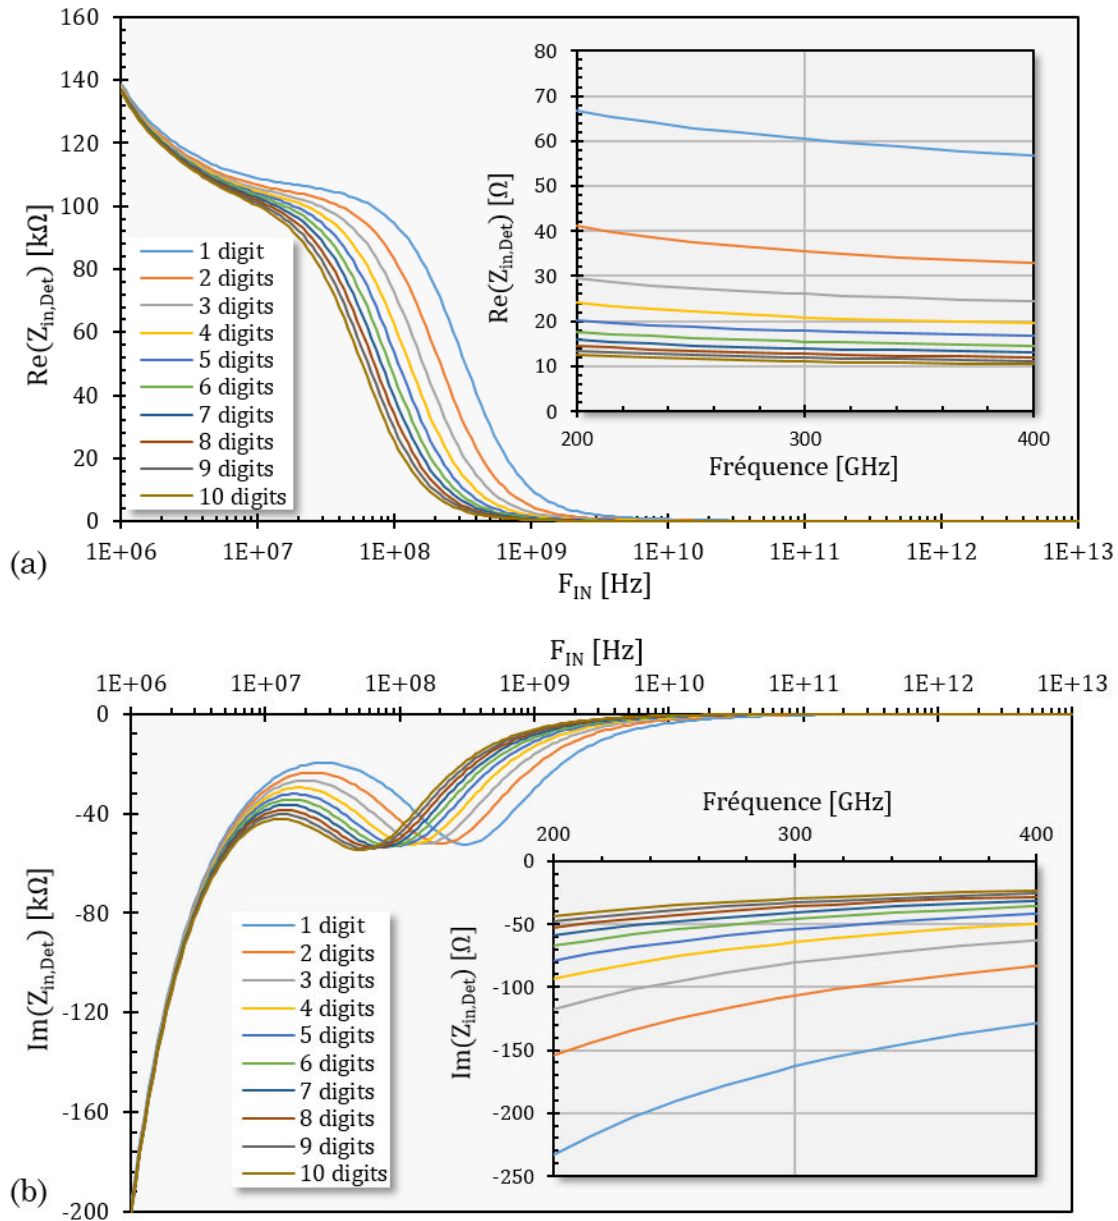 160
140
120
100
80
60
40
20
0
Re(Z_in,Det) [kΩ]
1 digit
2 digits
3 digits
4 digits
5 digits
6 digits
7 digits
8 digits
9 digits
10 digits
80
70
60
50
40
30
20
10
0
Re(Z_in,Det) [Ω]
200 300 400
Fréquence [GHz]
1E+06 1E+07 1E+08 1E+09 1E+10 1E+11 1E+12 1E+13
(a)
F_IN [Hz]
F_IN [Hz]
1E+06 1E+07 1E+08 1E+09 1E+10 1E+11 1E+12 1E+13
0
-40
-80
-120
-160
-200
Im(Z_in,Det) [kΩ]
1 digit
2 digits
3 digits
4 digits
5 digits
6 digits
7 digits
8 digits
9 digits
10 digits
Fréquence [GHz]
200 300 400
0
-50
-100
-150
-200
-250
Im(Z_in,Det) [Ω]
(b)